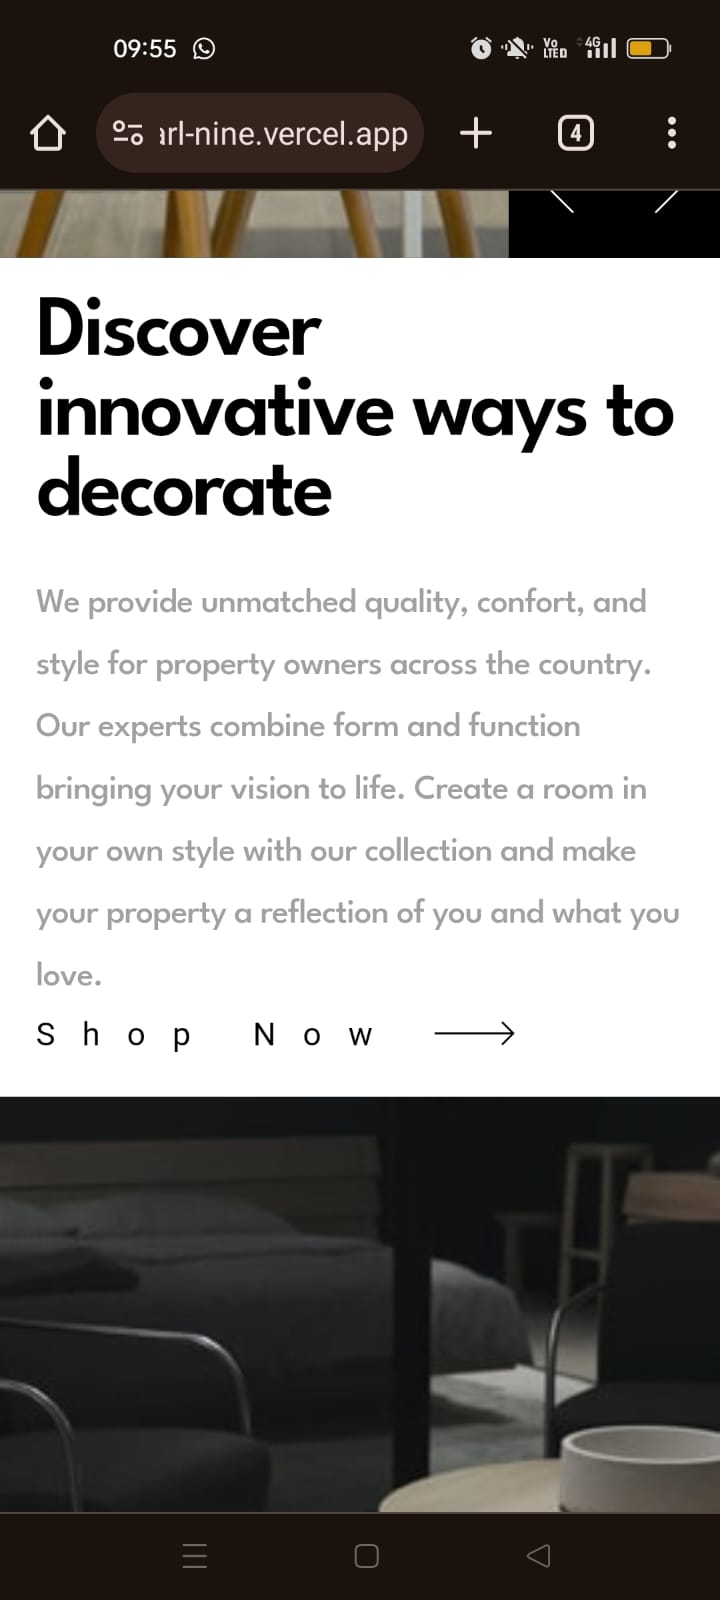 09:55
Vo LTED
4G
arl-nine.vercel.app
4
Discover
innovative ways to
decorate
We provide unmatched quality, confort, and
style for property owners across the country.
Our experts combine form and function
bringing your vision to life. Create a room in
your own style with our collection and make
your property a reflection of you and what you
love.
Shop Now